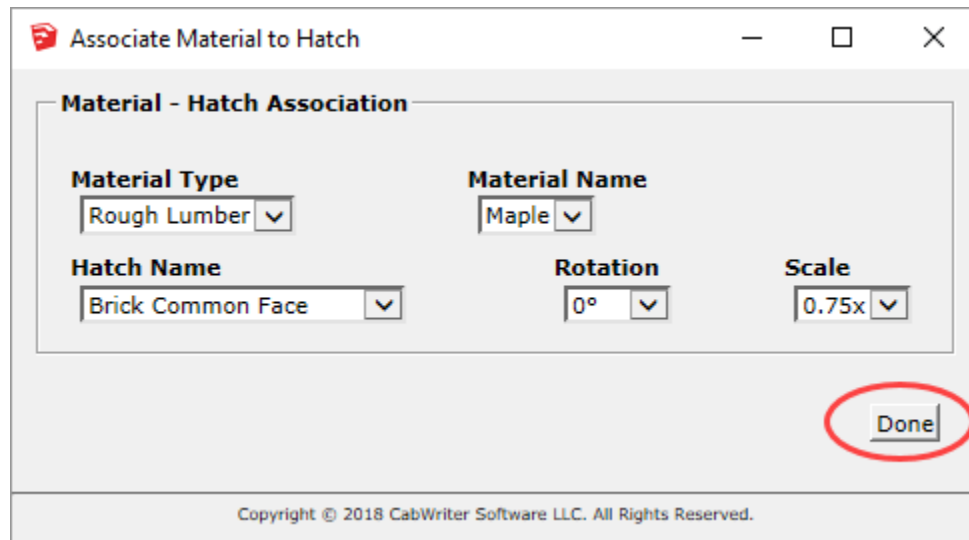 Associate Material to Hatch
Material - Hatch Association
Material Type Material Name
Rough Lumber Maple
Hatch Name Rotation Scale
Brick Common Face 0° 0.75x
Done
Copyright © 2018 CabWriter Software LLC. All Rights Reserved.